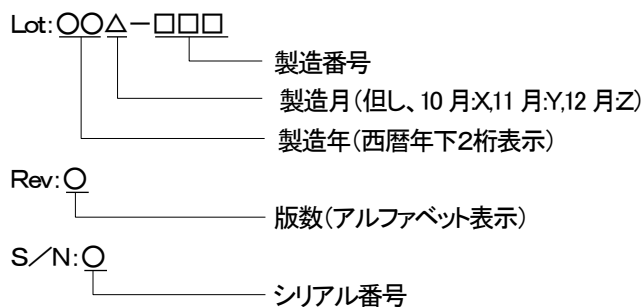 Lot:○○△－□□□
製造番号
製造月(但し、10月:X,11月:Y,12月:Z)
製造年(西暦年下2桁表示)
Rev:○
版数(アルファベット表示)
S／N:○
シリアル番号